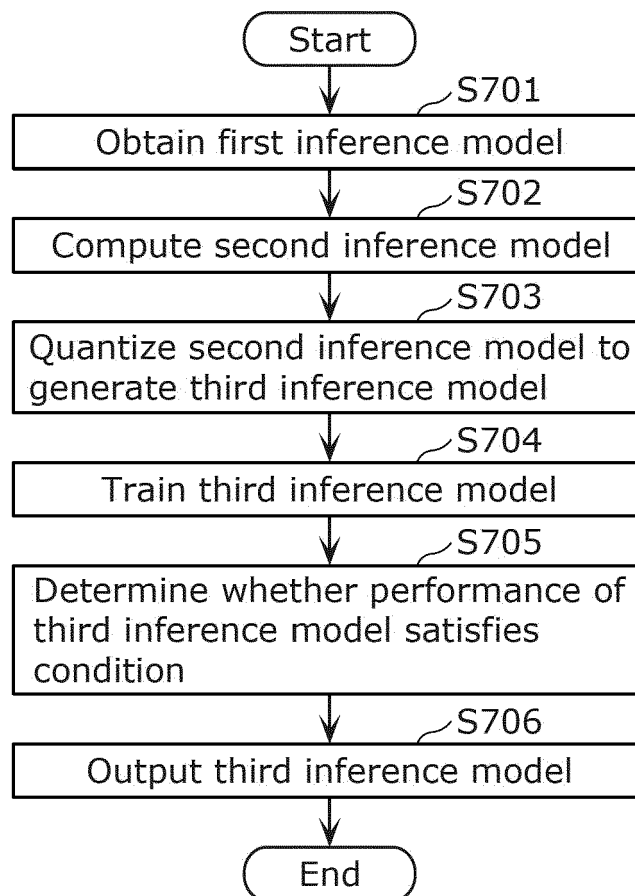 Start
S701
Obtain first inference model
S702
Compute second inference model
S703
Quantize second inference model to
generate third inference model
S704
Train third inference model
S705
Determine whether performance of
third inference model satisfies
condition
S706
Output third inference model
End